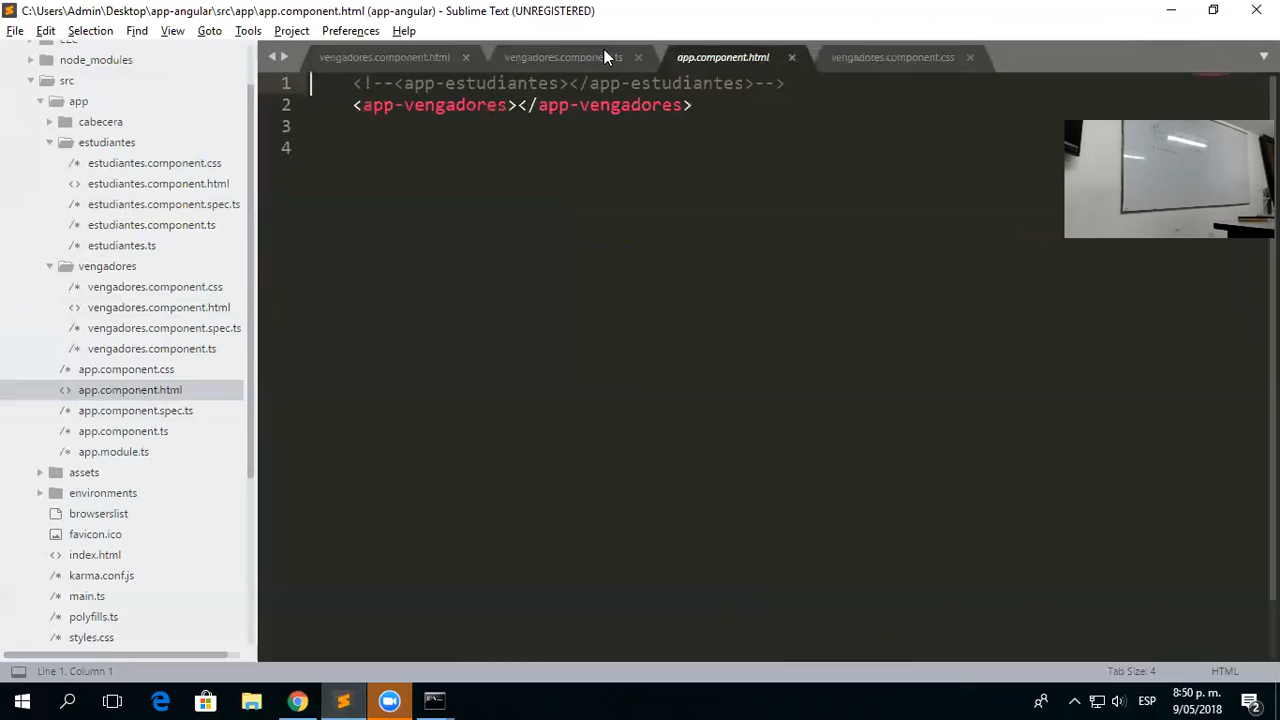 C:\Users\Admin\Desktop\app-angular\src\app\app.component.html (app-angular) - Sublime Text (UNREGISTERED)
File Edit Selection Find View Goto Tools Project Preferences Help
vengadores.component.html
app.component.html
vengadores.component.css
node_modules
src
app
cabecera
estudiantes
estudiantes.component.css
estudiantes.component.html
estudiantes.component.spec.ts
estudiantes.component.ts
estudiantes.ts
vengadores
vengadores.component.css
vengadores.component.html
vengadores.component.spec.ts
vengadores.component.ts
app.component.css
app.component.html
app.component.spec.ts
app.component.ts
app.module.ts
assets
environments
browserslist
favicon.ico
index.html
karma.conf.js
main.ts
polyfills.ts
styles.css
1 <!--<app-estudiantes></app-estudiantes>-->
2 <app-vengadores></app-vengadores>
3
4
Line 1, Column 1
Tab Size: 4
HTML
ESP
8:50 p. m.
9/05/2018
2